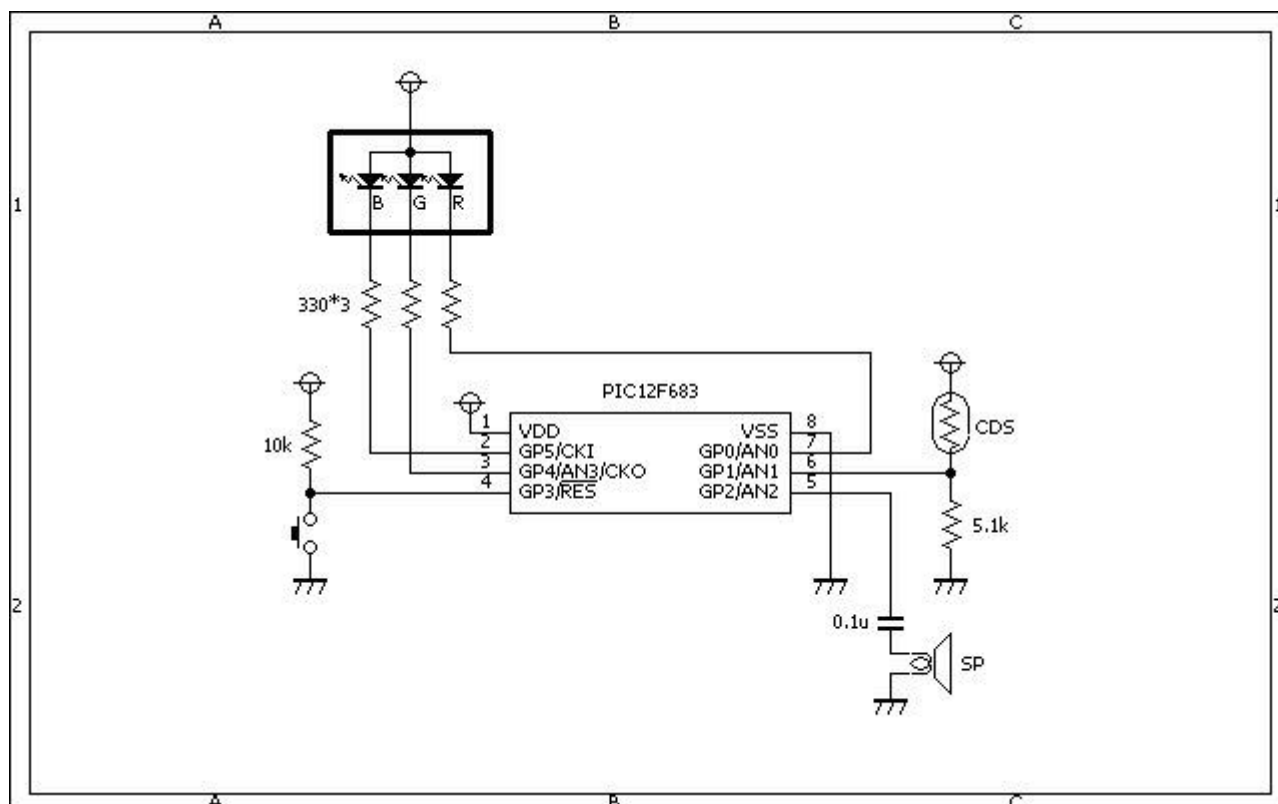 A B C
1 1
B G R
330*3
PIC12F683
10k
CDS
1 VDD VSS 8
2 GP5/CKI GP0/AN0 7
3 GP4/AN3/CKO GP1/AN1 6
4 GP3/RES GP2/AN2 5
5.1k
2 2
0.1u
SP
A B C